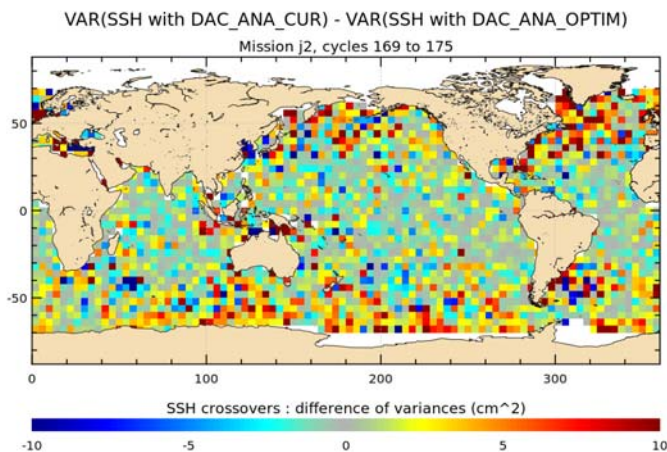 VAR(SSH with DAC_ANA_CUR) - VAR(SSH with DAC_ANA_OPTIM)
Mission j2, cycles 169 to 175
50
0
-50
0 100 200 300
SSH crossovers : difference of variances (cm^2)
-10 -5 0 5 10